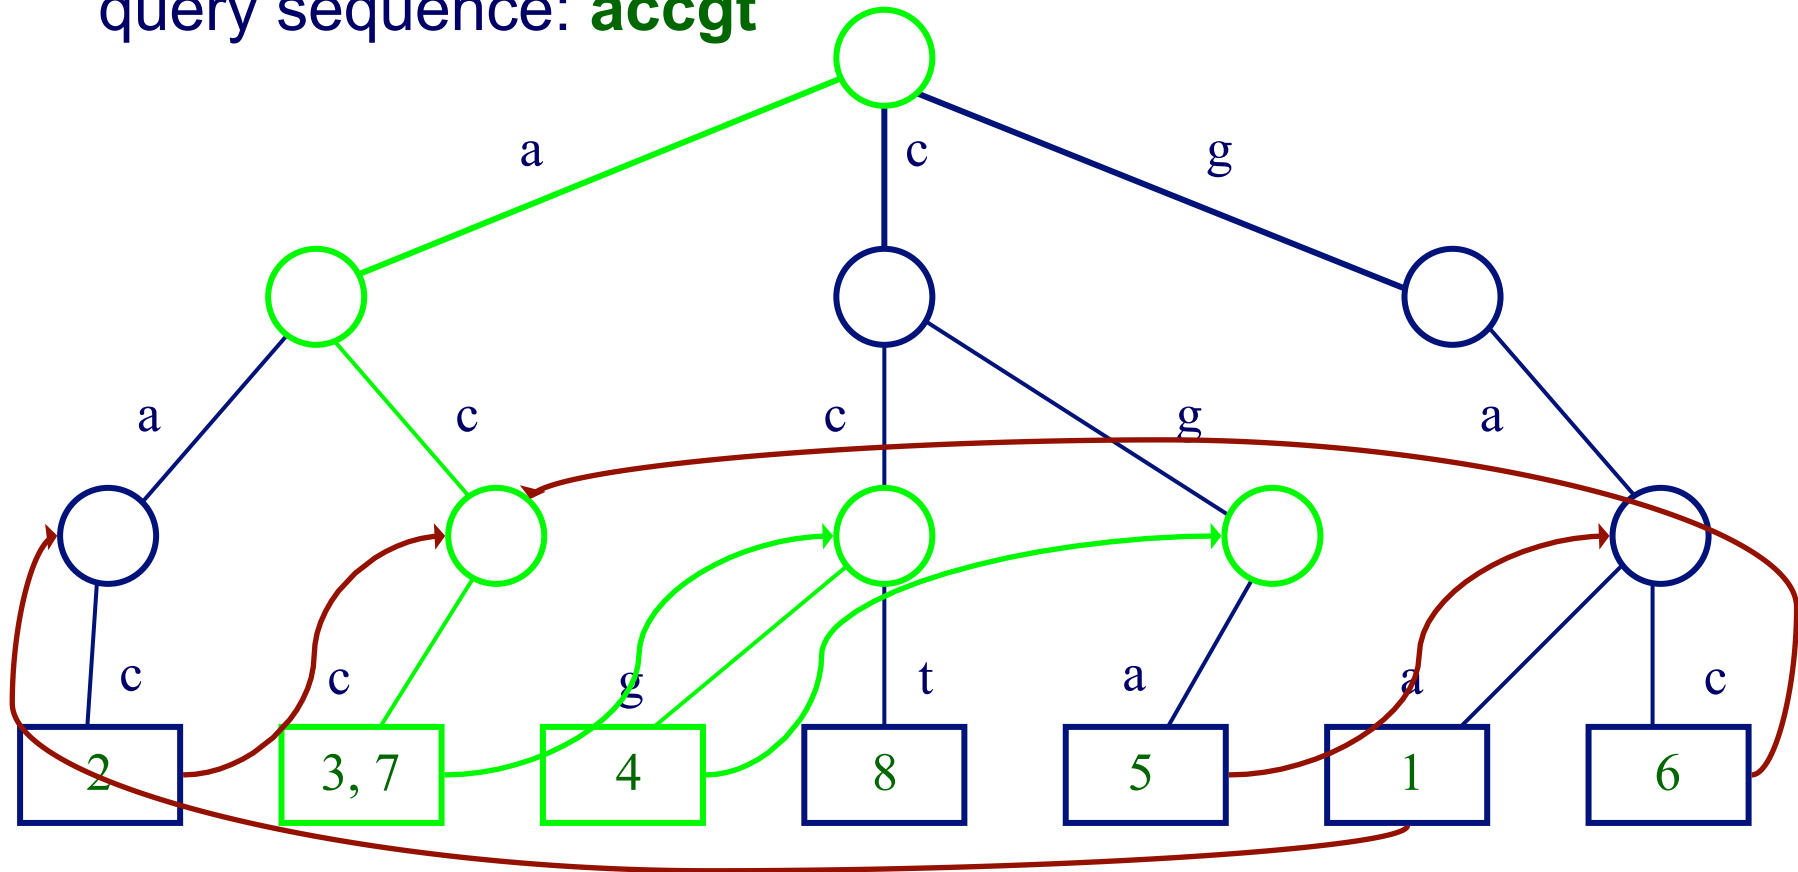 query sequence: accgt
a c g
a c c g a
c c g t a a c
2 3, 7 4 8 5 1 6